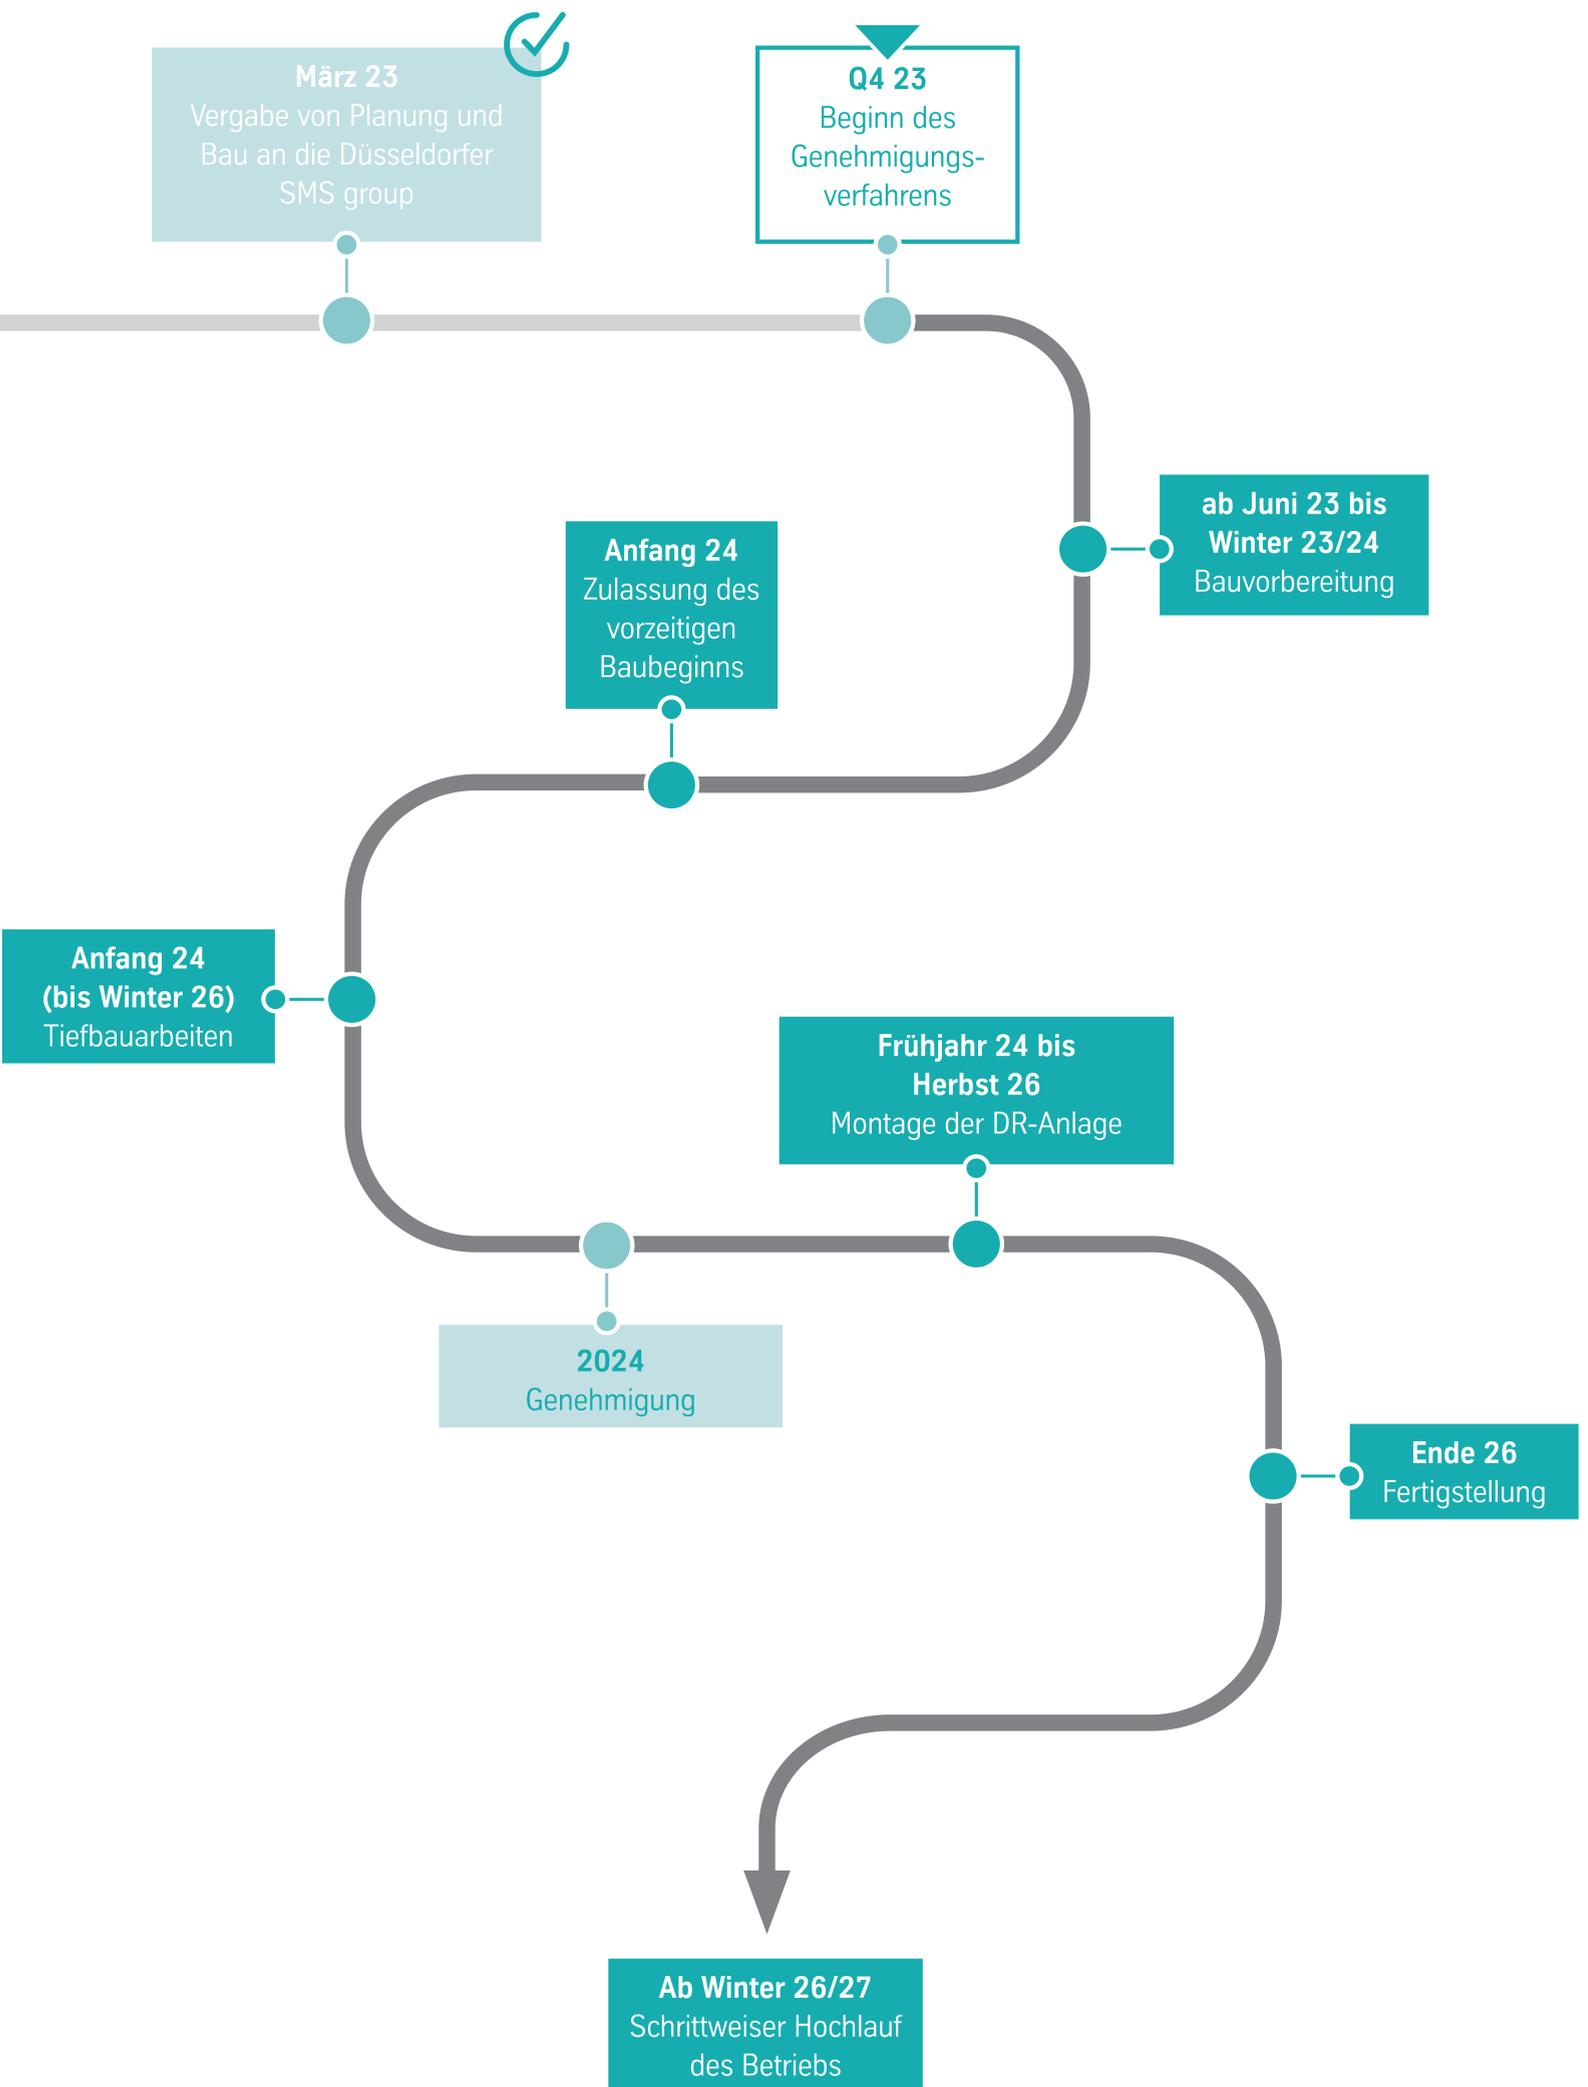 März 23
Vergabe von Planung und
Bau an die Düsseldorfer
SMS group
Q4 23
Beginn des
Genehmigungs-
verfahrens
ab Juni 23 bis
Winter 23/24
Bauvorbereitung
Anfang 24
Zulassung des
vorzeitigen
Baubeginns
Anfang 24
(bis Winter 26)
Tiefbauarbeiten
Frühjahr 24 bis
Herbst 26
Montage der DR-Anlage
2024
Genehmigung
Ende 26
Fertigstellung
Ab Winter 26/27
Schrittweiser Hochlauf
des Betriebs